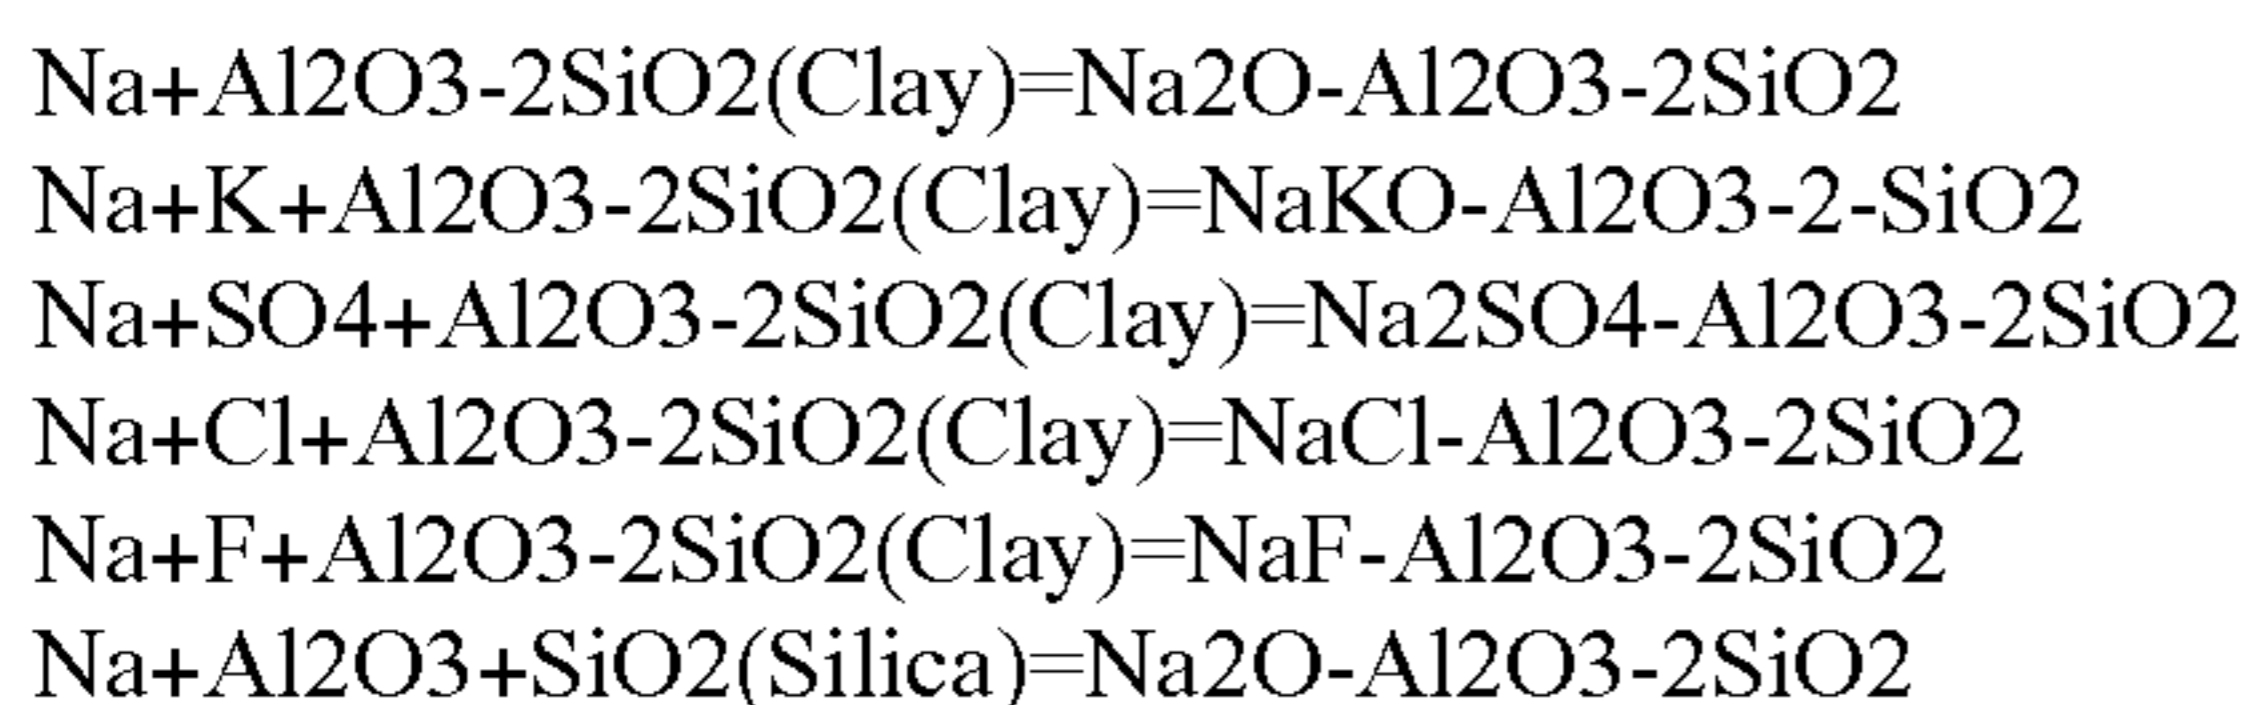 Na+Al2O3-2SiO2(Clay)=Na2O-Al2O3-2SiO2
Na+K+Al2O3-2SiO2(Clay)=NaKO-Al2O3-2-SiO2
Na+SO4+Al2O3-2SiO2(Clay)=Na2SO4-Al2O3-2SiO2
Na+Cl+Al2O3-2SiO2(Clay)=NaCl-Al2O3-2SiO2
Na+F+Al2O3-2SiO2(Clay)=NaF-Al2O3-2SiO2
Na+Al2O3+SiO2(Silica)=Na2O-Al2O3-2SiO2